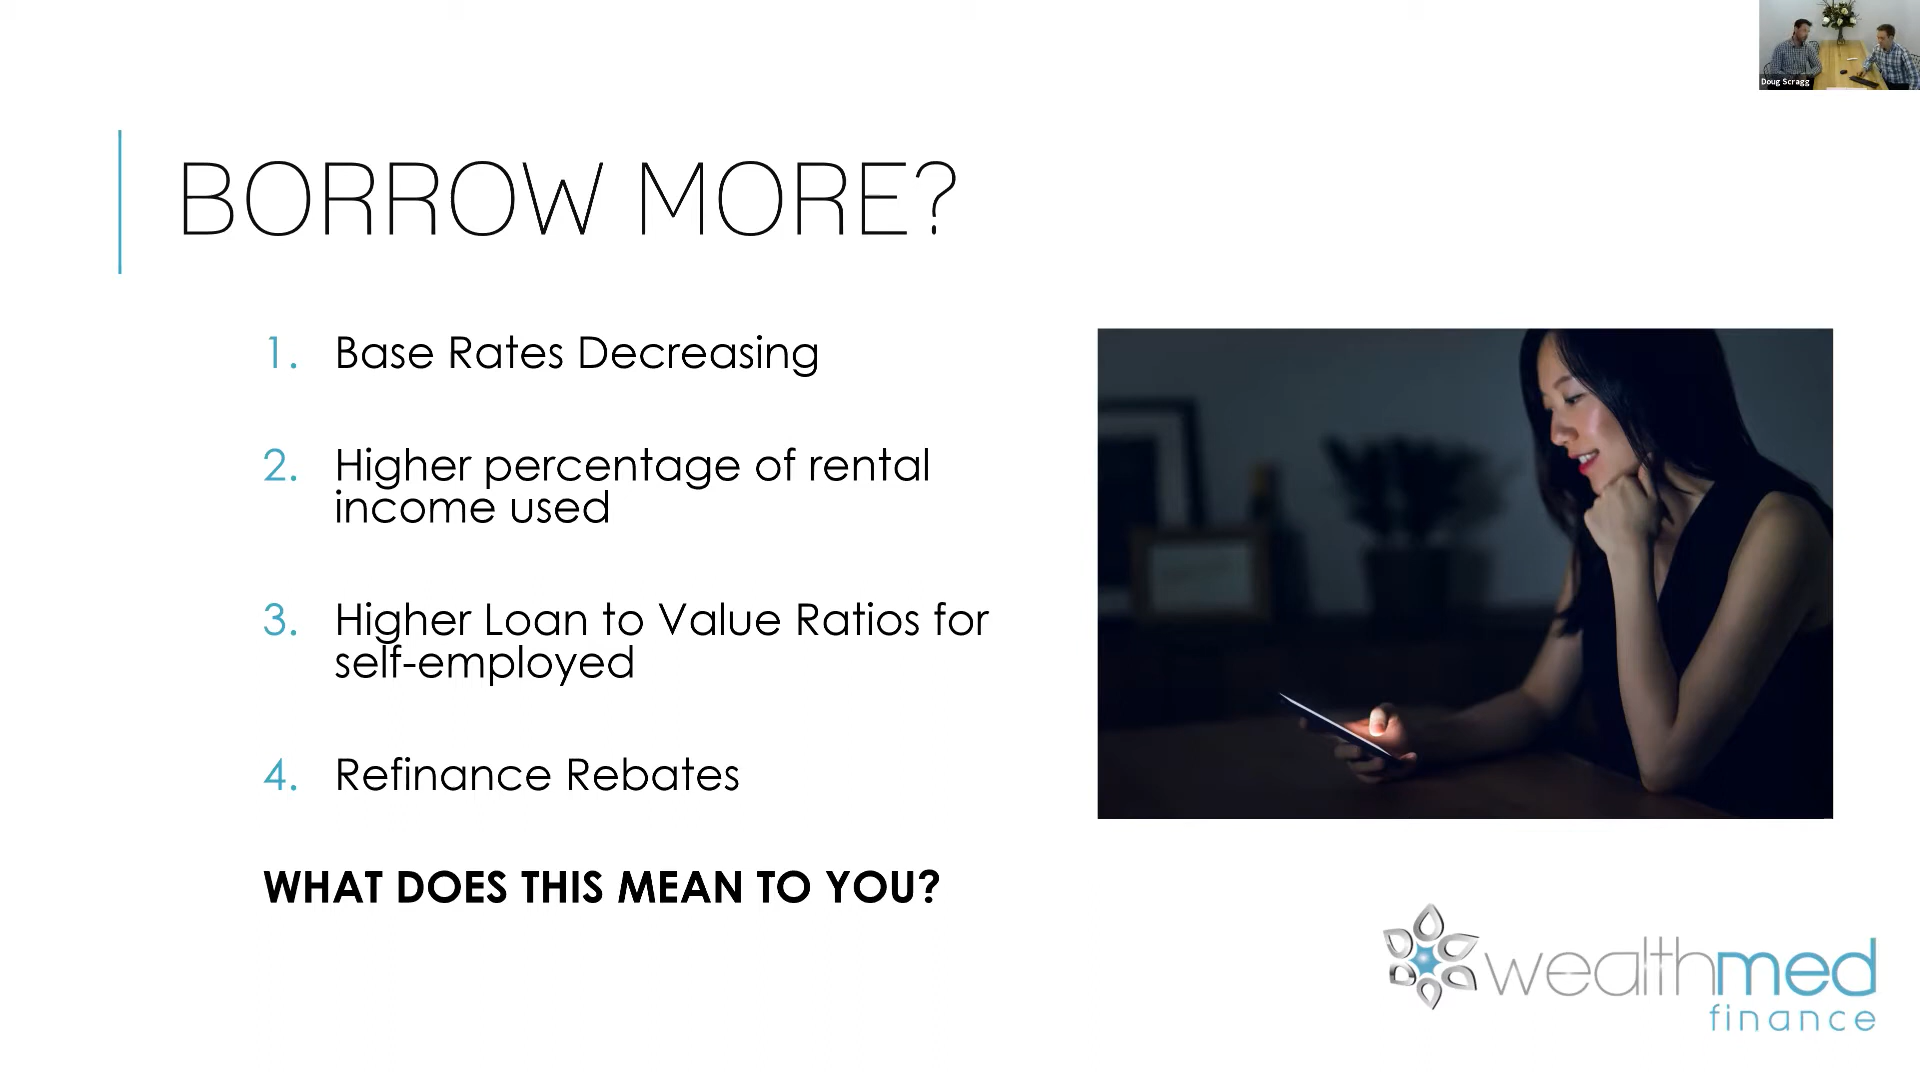 Doug Scragg
BORROW MORE?
1. Base Rates Decreasing
2. Higher percentage of rental
income used
3. Higher Loan to Value Ratios for
self-employed
4. Refinance Rebates
WHAT DOES THIS MEAN TO YOU?
wealthmed
finance